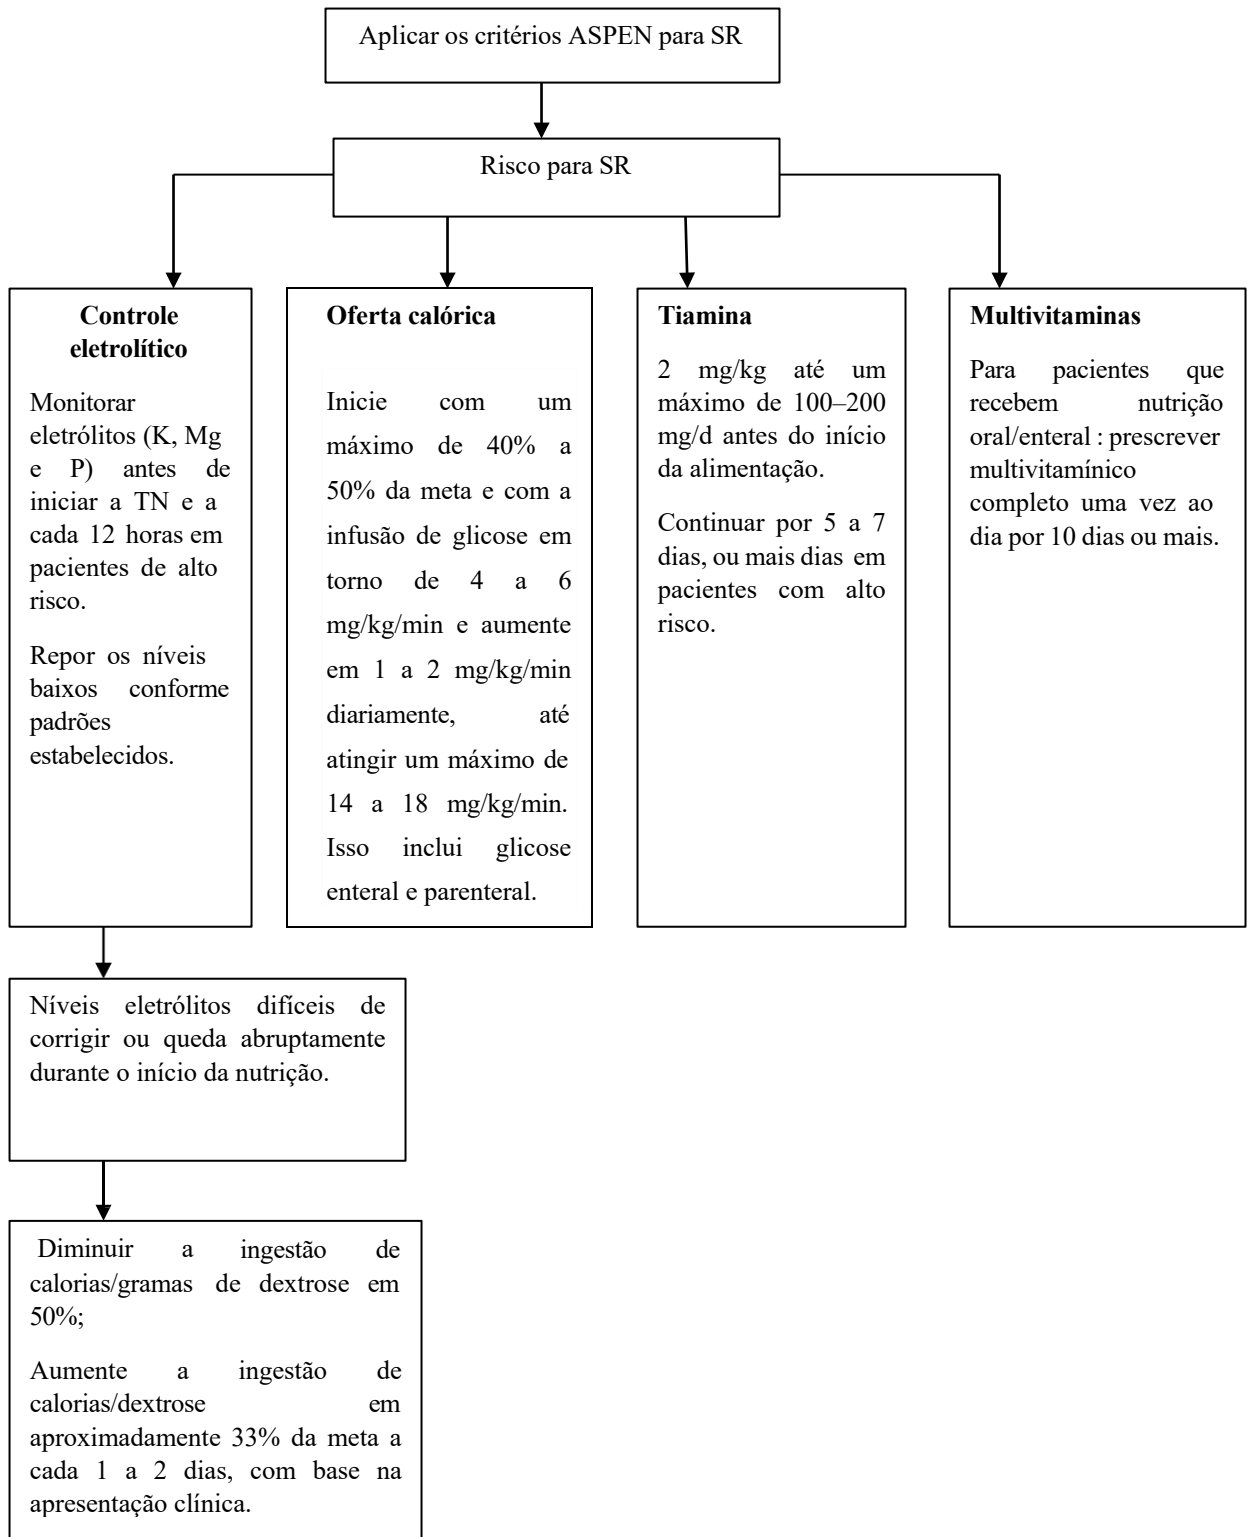 Aplicar os critérios ASPEN para SR
Risco para SR
Controle
eletrolítico
Monitorar
eletrólitos (K, Mg
e P) antes de
iniciar a TN e a
cada 12 horas em
pacientes de alto
risco.
Repor os níveis
baixos conforme
padrões
estabelecidos.
Oferta calórica
Inicie com um
máximo de 40% a
50% da meta e com a
infusão de glicose em
torno de 4 a 6
mg/kg/min e aumente
em 1 a 2 mg/kg/min
diariamente, até
atingir um máximo de
14 a 18 mg/kg/min.
Isso inclui glicose
enteral e parenteral.
Tiamina
2 mg/kg até um
máximo de 100–200
mg/d antes do início
da alimentação.
Continuar por 5 a 7
dias, ou mais dias em
pacientes com alto
risco.
Multivitaminas
Para pacientes que
recebem nutrição
oral/enteral : prescrever
multivitamínico
completo uma vez ao
dia por 10 dias ou mais.
Níveis eletrólitos difíceis de
corrigir ou queda abruptamente
durante o início da nutrição.
Diminuir a ingestão de
calorias/gramas de dextrose em
50%;
Aumente a ingestão de
calorias/dextrose em
aproximadamente 33% da meta a
cada 1 a 2 dias, com base na
apresentação clínica.